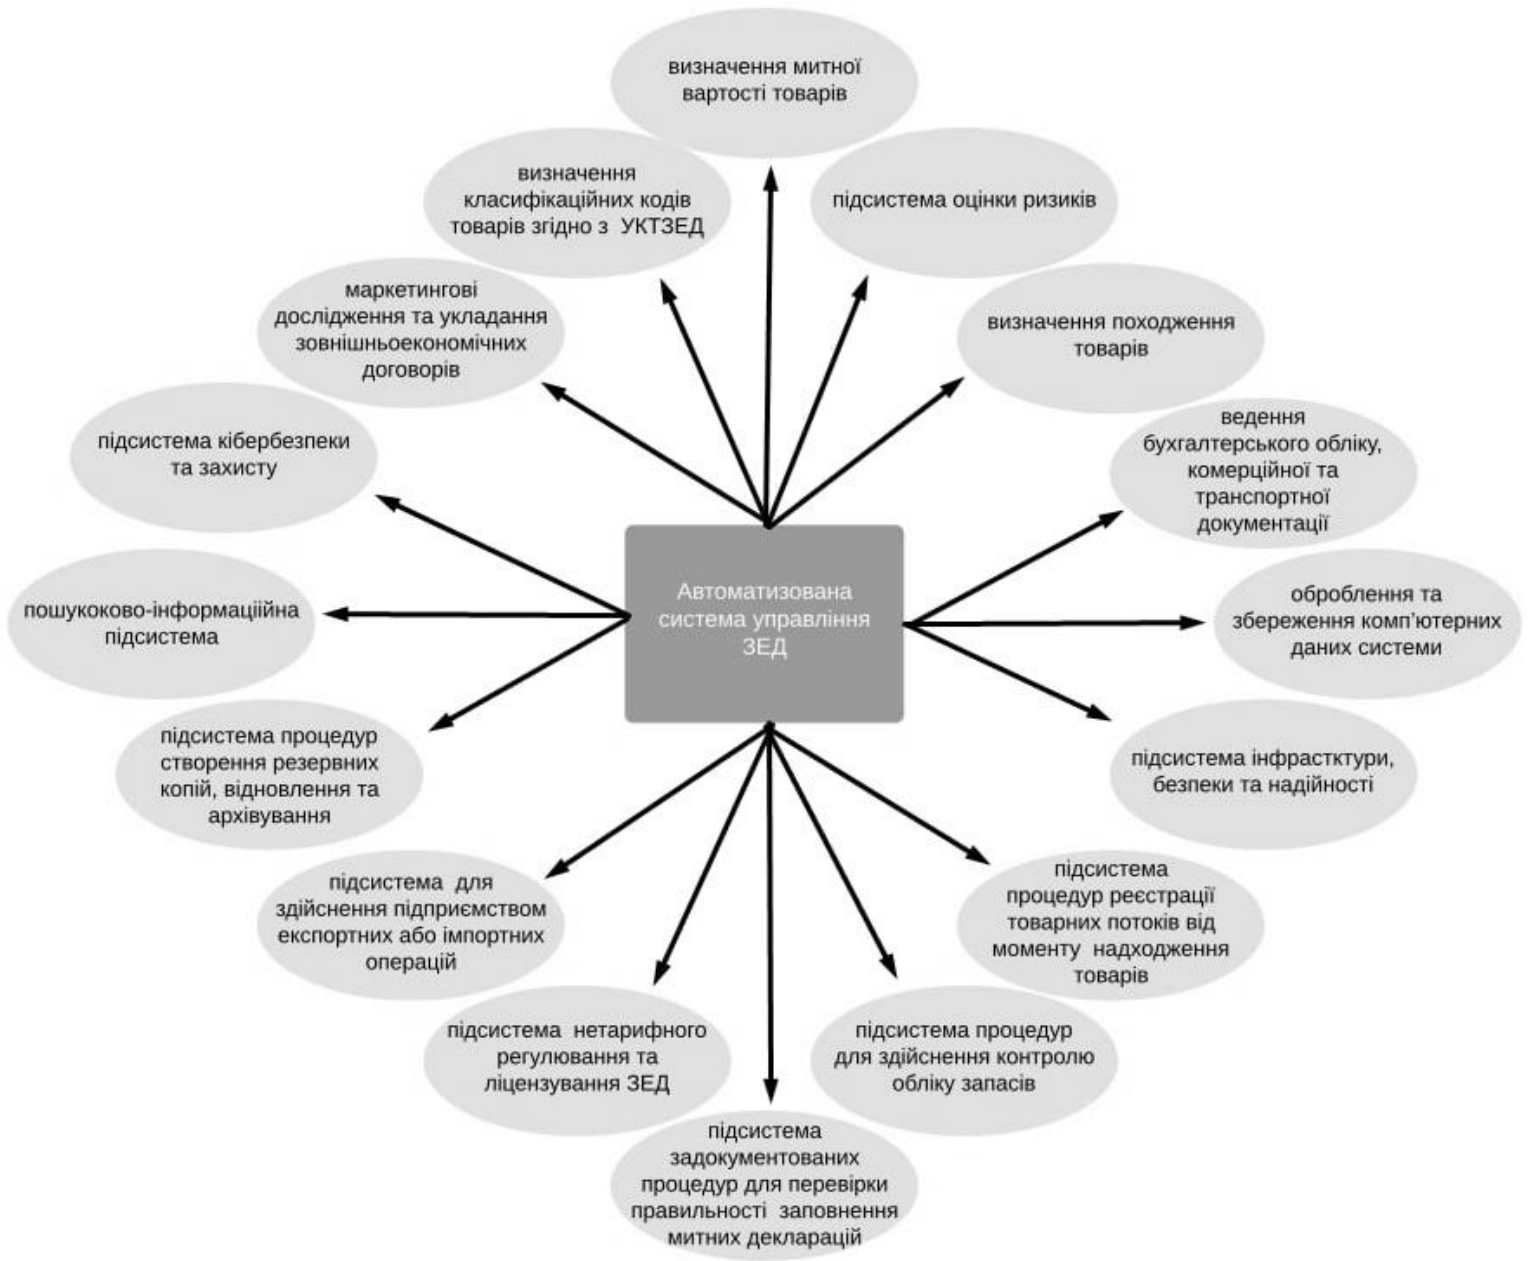 визначення митної
вартості товарів
визначення
класифікаційних кодів
товарів згідно з УКТЗЕД
підсистема оцінки ризиків
маркетингові
дослідження та укладання
зовнішньоекономічних
договорів
визначення походження
товарів
підсистема кібербезпеки
та захисту
ведення
бухгалтерського обліку,
комерційної та
транспортної
документації
Автоматизована
система управління
ЗЕД
пошукоково-інформаціійна
підсистема
оброблення та
збереження комп'ютерних
даних системи
підсистема процедур
створення резервних
копій, відновлення та
архівування
підсистема інфрастктури,
безпеки та надійності
підсистема для
здійснення підприємством
експортних або імпортних
операцій
підсистема
процедур реєстрації
товарних потоків від
моменту надходження
товарів
підсистема нетарифного
регулювання та
ліцензування ЗЕД
підсистема процедур
для здійснення контролю
обліку запасів
підсистема
задокументованих
процедур для перевірки
правильності заповнення
митних декларацій